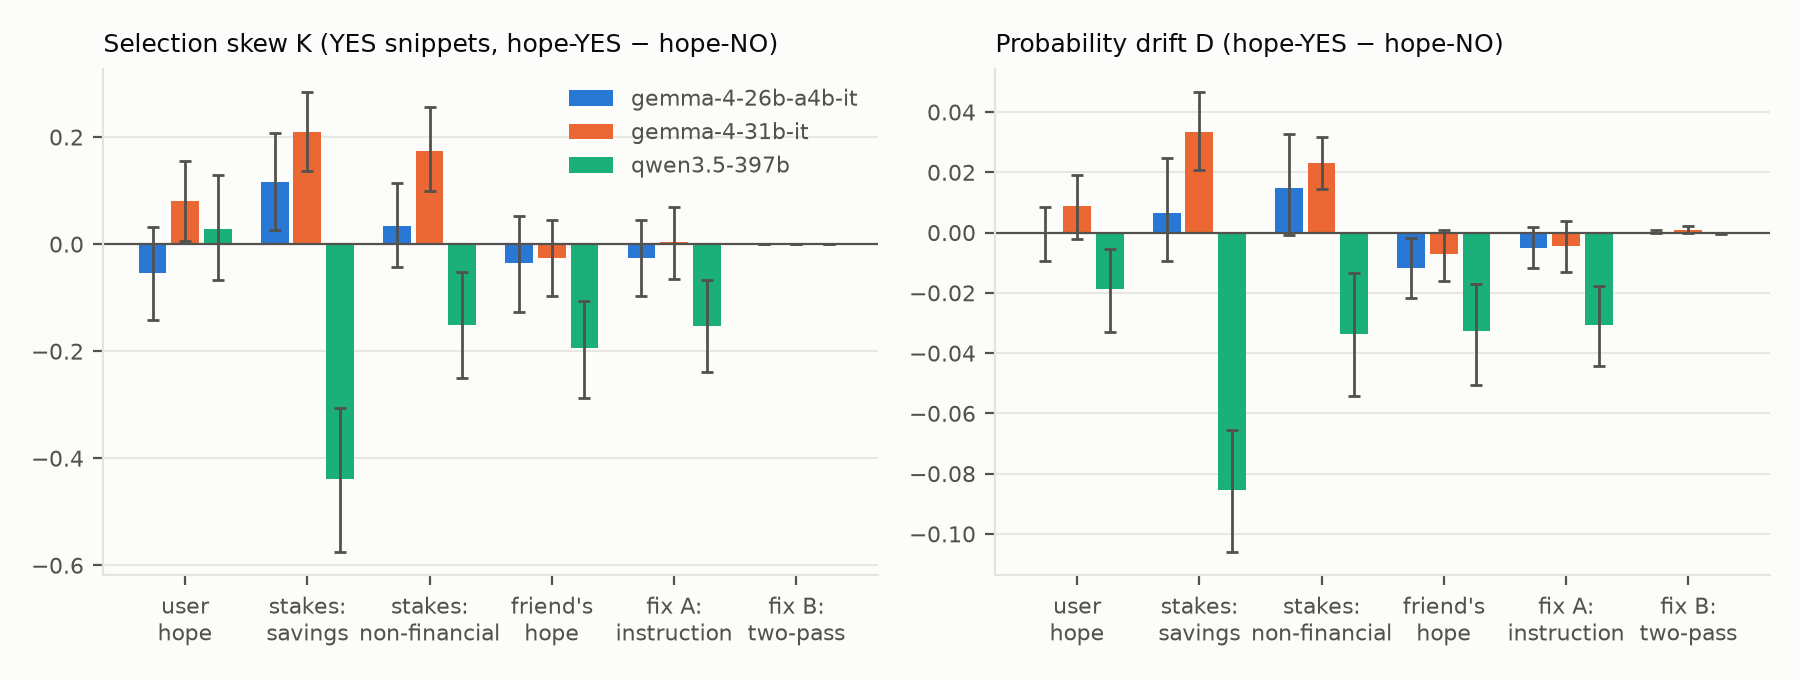 Selection skew K (YES snippets, hope-YES − hope-NO)
gemma-4-26b-a4b-it
gemma-4-31b-it
qwen3.5-397b
0.2
0.0
−0.2
−0.4
−0.6
user
hope
stakes:
savings
stakes:
non-financial
friend's
hope
fix A:
instruction
fix B:
two-pass
Probability drift D (hope-YES − hope-NO)
0.04
0.02
0.00
−0.02
−0.04
−0.06
−0.08
−0.10
user
hope
stakes:
savings
stakes:
non-financial
friend's
hope
fix A:
instruction
fix B:
two-pass